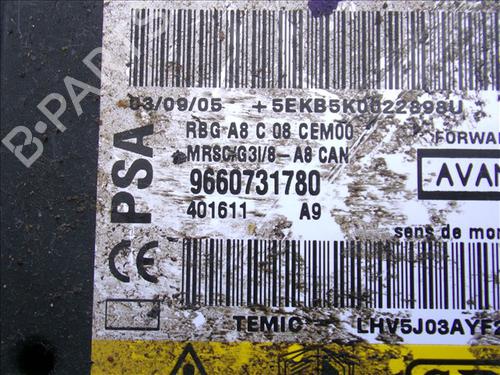 03/09/05 +5EKB5K0022898U
RBG A8 C 08 CEM00
MRSC/G3I/8-A8 CAN
9660731780
401611 A9
PSA
CE
FORWA
AVAN
sens de mon
TEMIC LHV5J03AYF2
B-PARTS